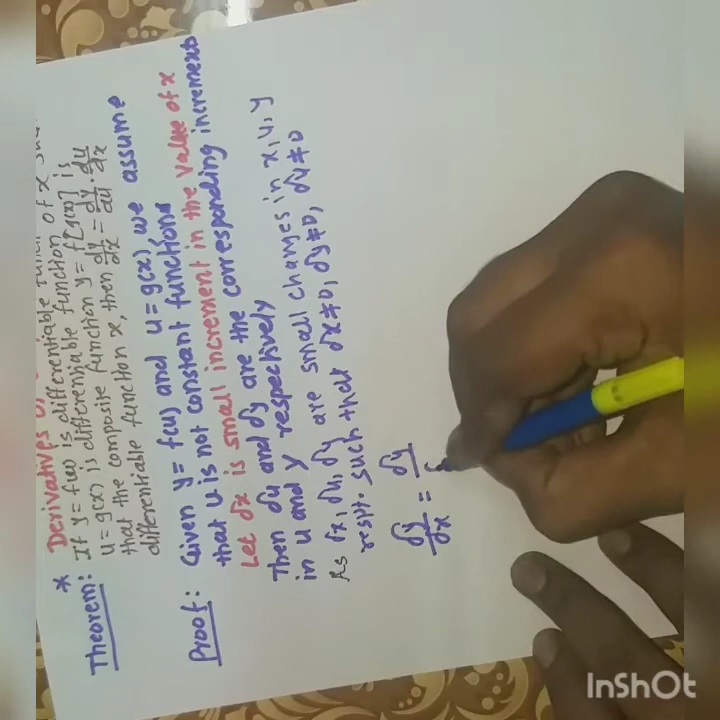 * Derivatives of
Theorem: If y = f(u) is differentiable function of x
u = g(x) is differentiable function
that the composite function y = f[g(x)] is
differentiable function x, then dy/dx = dy/du · du/dx
Proof: Given y = f(u) and u = g(x) we assume
that u is not constant functions
Let δx is small increment in the value of x
Then δu and δy are the corresponding increments
in u and y respectively
As δx, δu, δy are small changes in x, u, y
resp. such that δx ≠ 0, δy ≠ 0, δu ≠ 0
δy/δx = δy
InShOt